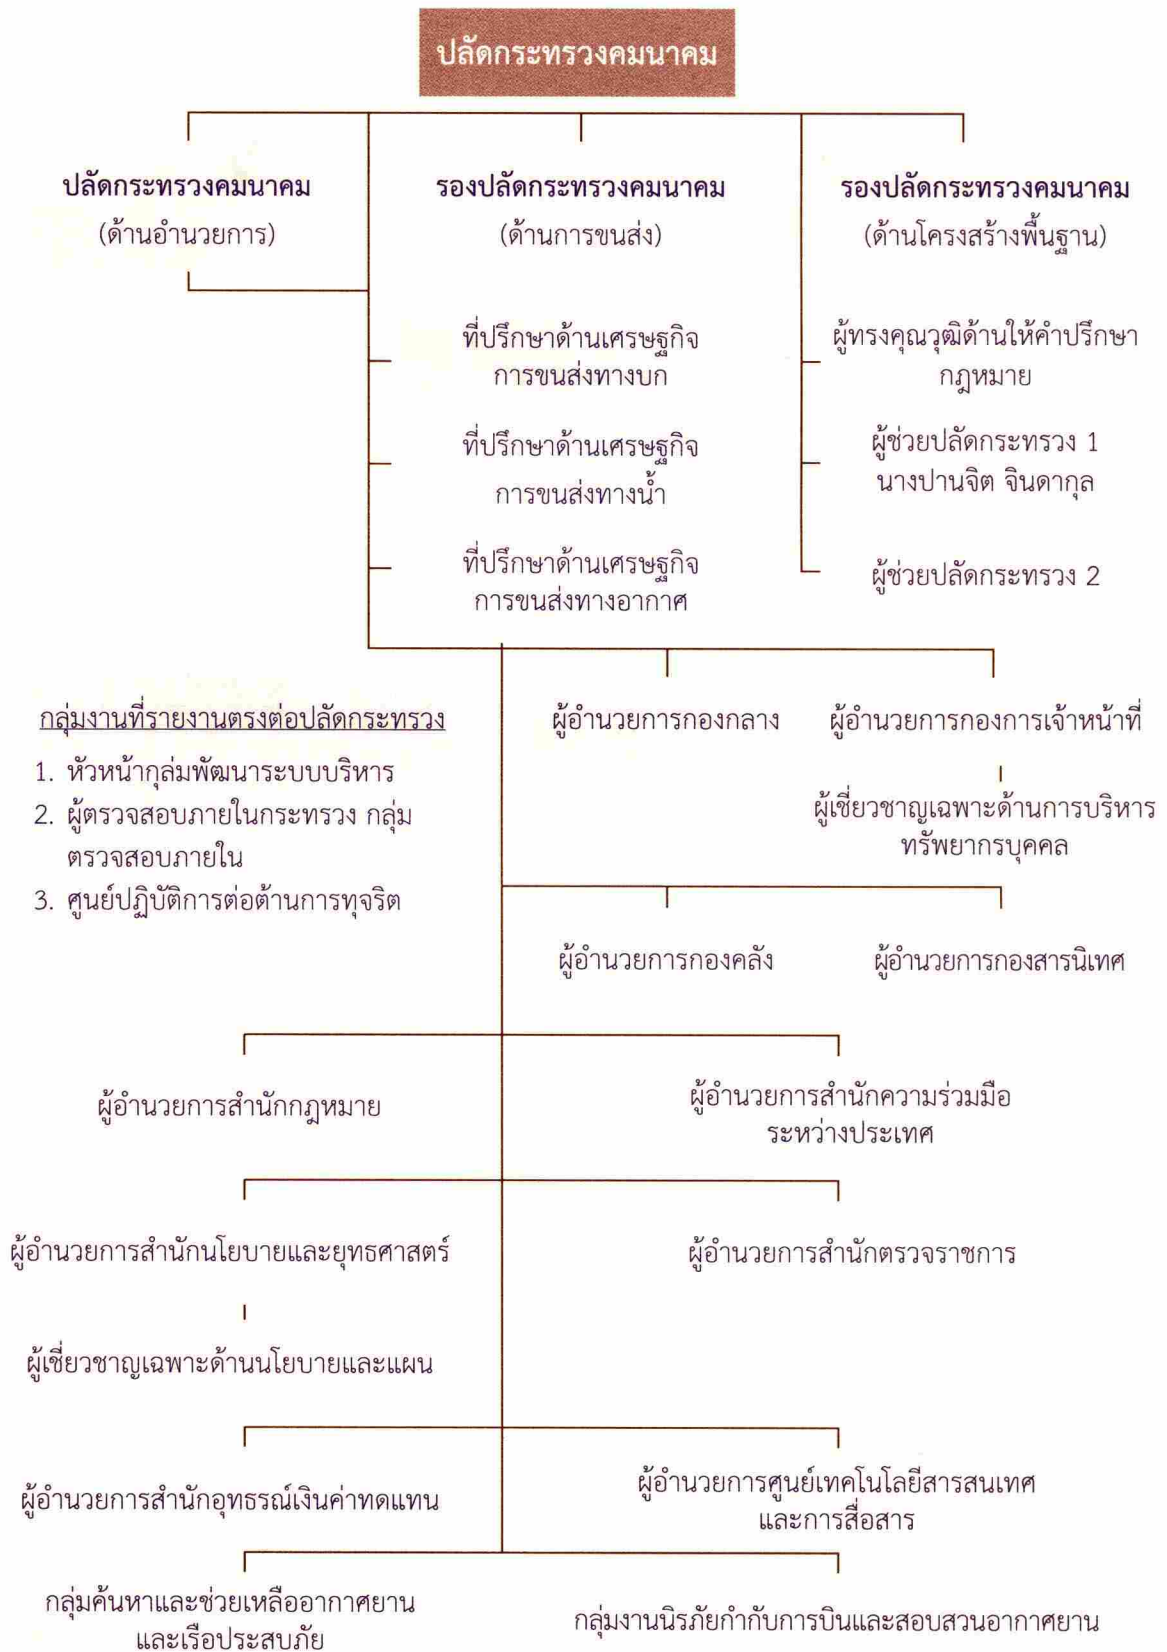 ปลัดกระทรวงคมนาคม
ปลัดกระทรวงคมนาคม
(ด้านอำนวยการ)
รองปลัดกระทรวงคมนาคม
(ด้านการขนส่ง)
รองปลัดกระทรวงคมนาคม
(ด้านโครงสร้างพื้นฐาน)
ที่ปรึกษาด้านเศรษฐกิจ
การขนส่งทางบก
ผู้ทรงคุณวุฒิด้านให้คำปรึกษา
กฎหมาย
ที่ปรึกษาด้านเศรษฐกิจ
การขนส่งทางน้ำ
ผู้ช่วยปลัดกระทรวง 1
นางปานจิต จินดากุล
ที่ปรึกษาด้านเศรษฐกิจ
การขนส่งทางอากาศ
ผู้ช่วยปลัดกระทรวง 2
กลุ่มงานที่รายงานตรงต่อปลัดกระทรวง
1. หัวหน้ากลุ่มพัฒนาระบบบริหาร
2. ผู้ตรวจสอบภายในกระทรวง กลุ่ม
ตรวจสอบภายใน
3. ศูนย์ปฏิบัติการต่อต้านการทุจริต
ผู้อำนวยการกองกลาง
ผู้อำนวยการกองการเจ้าหน้าที่
ผู้เชี่ยวชาญเฉพาะด้านการบริหาร
ทรัพยากรบุคคล
ผู้อำนวยการกองคลัง
ผู้อำนวยการกองสารนิเทศ
ผู้อำนวยการสำนักกฎหมาย
ผู้อำนวยการสำนักความร่วมมือ
ระหว่างประเทศ
ผู้อำนวยการสำนักนโยบายและยุทธศาสตร์
ผู้อำนวยการสำนักตรวจราชการ
ผู้เชี่ยวชาญเฉพาะด้านนโยบายและแผน
ผู้อำนวยการสำนักอุทธรณ์เงินค่าทดแทน
ผู้อำนวยการศูนย์เทคโนโลยีสารสนเทศ
และการสื่อสาร
กลุ่มค้นหาและช่วยเหลืออากาศยาน
และเรือประสบภัย
กลุ่มงานนิรภัยกำกับการบินและสอบสวนอากาศยาน